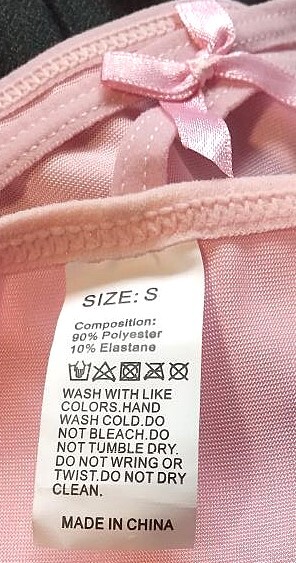 SIZE: S
Composition:
90% Polyester
10% Elastane
WASH WITH LIKE
COLORS.HAND
WASH COLD.DO
NOT BLEACH.DO
NOT TUMBLE DRY.
DO NOT WRING OR
TWIST.DO NOT DRY
CLEAN.
MADE IN CHINA